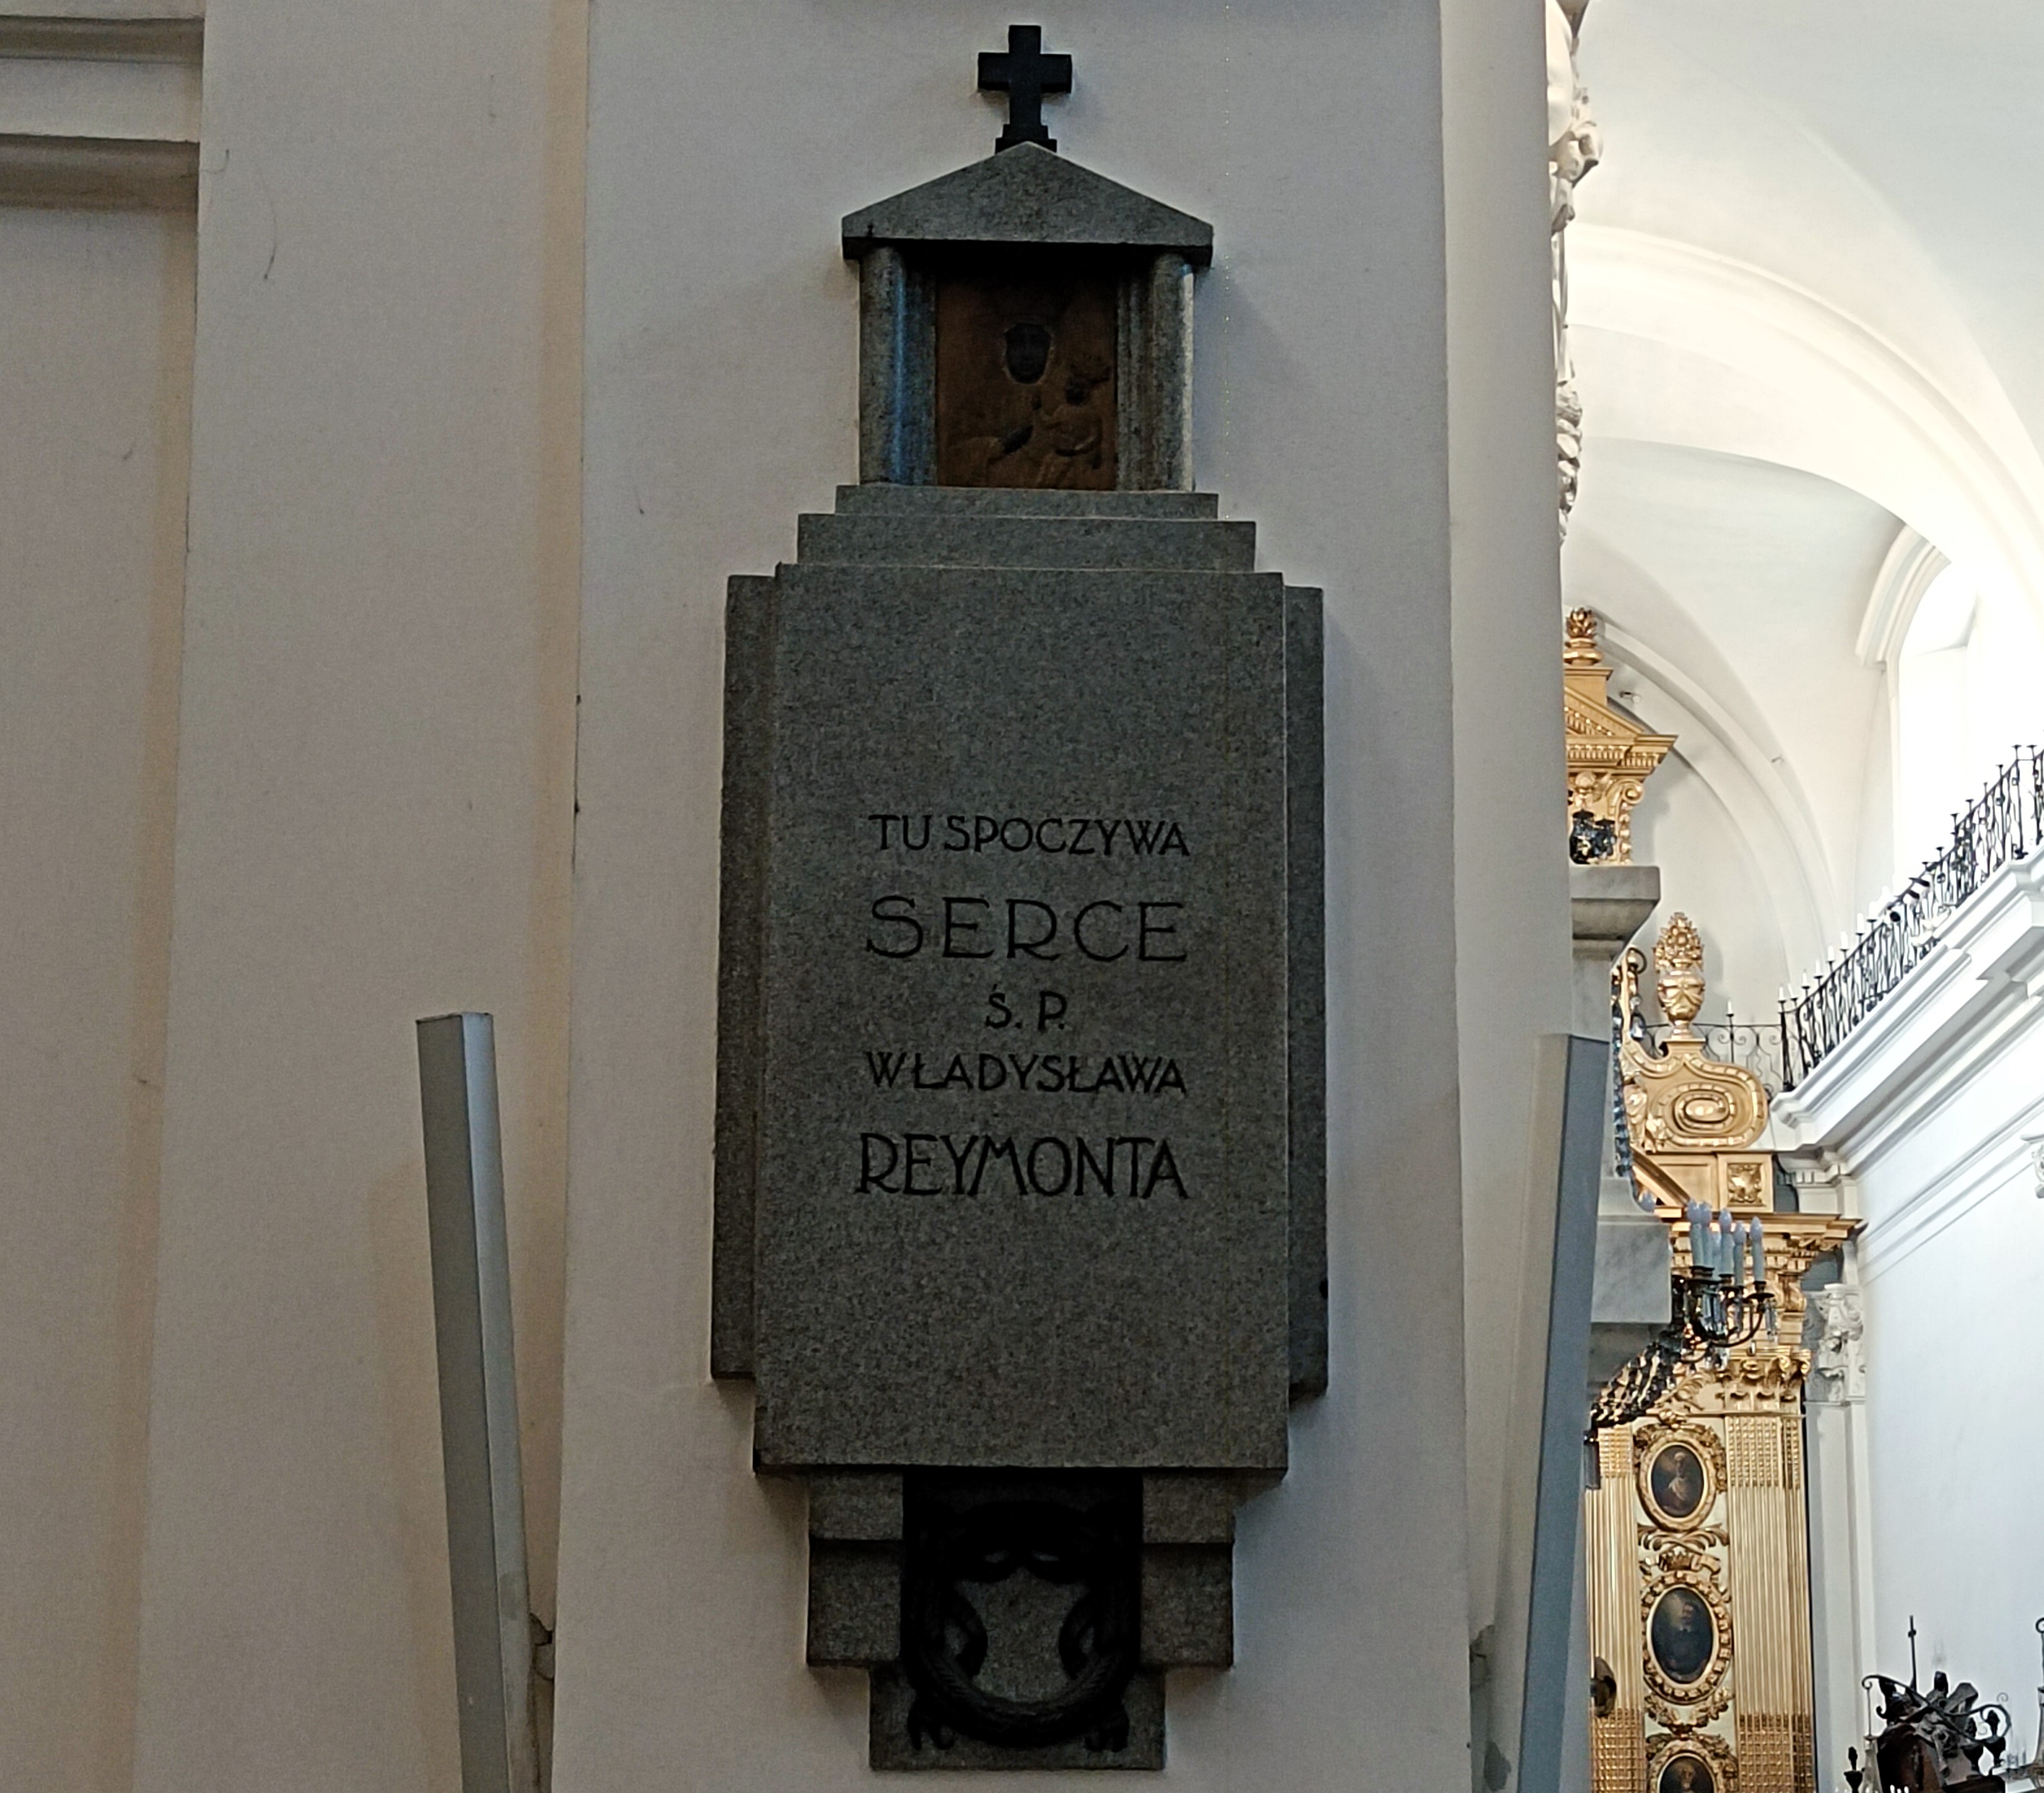 TU SPOCZYWA
SERCE
Ś. P.
WŁADYSŁAWA
REYMONTA